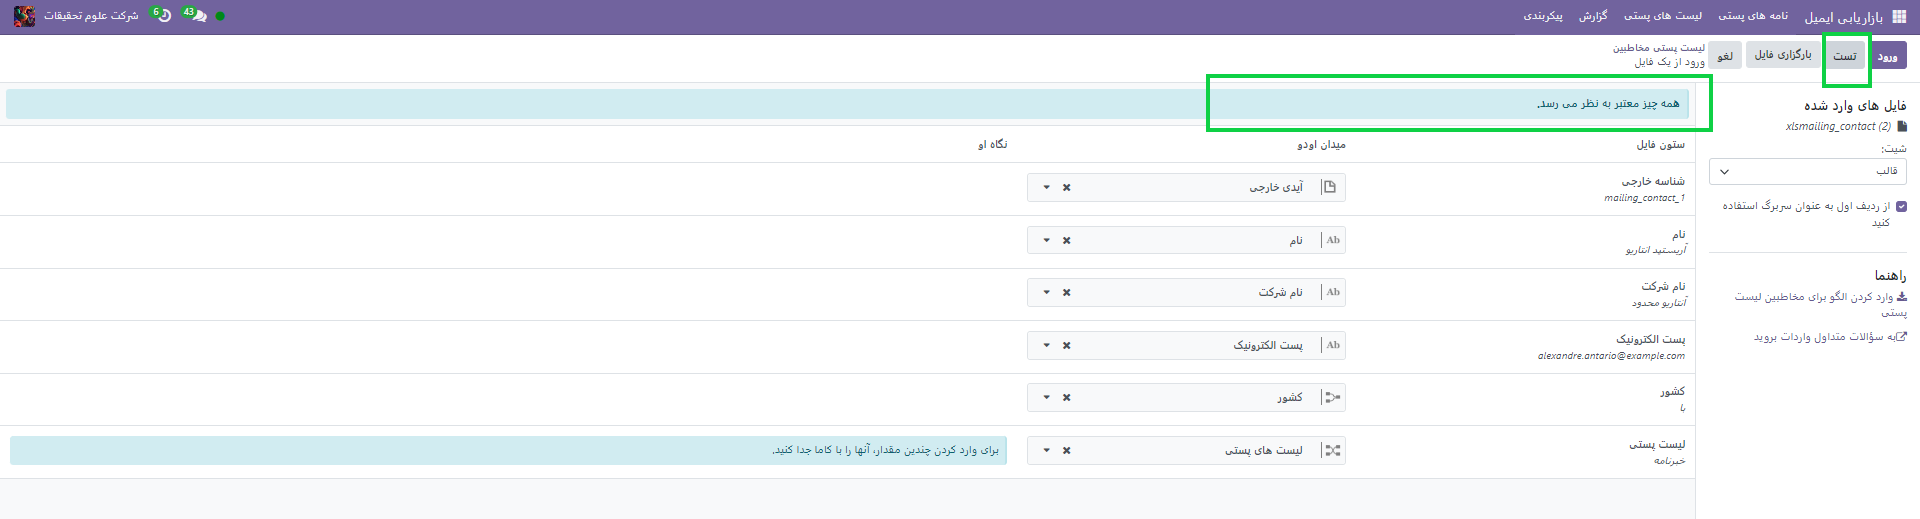 بازاریابی ایمیل
نامه های پستی
لیست های پستی
گزارش
پیکربندی
43
6
شرکت علوم تحقیقات
ورود
تست
بارگزاری فایل
لغو
لیست پستی مخاطبین
ورود از یک فایل
فایل های وارد شده
xlsmailing_contact (2)
شیت:
قالب
از ردیف اول به عنوان سربرگ استفاده
کنید
راهنما
وارد کردن الگو برای مخاطبین لیست
پستی
به سؤالات متداول واردات بروید
همه چیز معتبر به نظر می رسد.
ستون فایل
میدان اودو
نگاه او
شناسه خارجی
mailing_contact_1
آیدی خارجی
نام
آریستید انتاریو
Ab نام
نام شرکت
آنتاریو محدود
Ab نام شرکت
پست الکترونیک
alexandre.antario@example.com
Ab پست الکترونیک
کشور
با
کشور
لیست پستی
خبرنامه
لیست های پستی
برای وارد کردن چندین مقدار، آنها را با کاما جدا کنید.